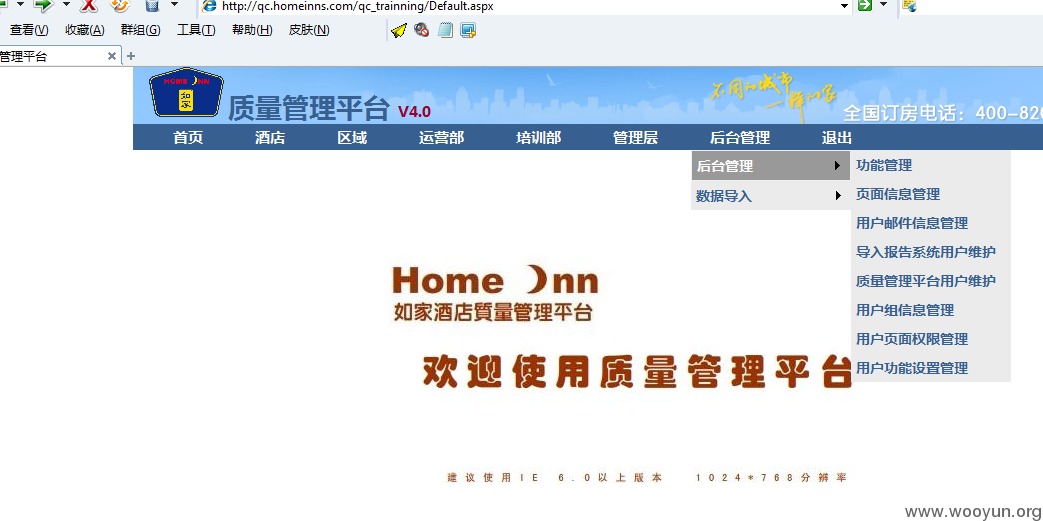 http://qc.homeinns.com/qc_trainning/Default.aspx
查看(V) 收藏(A) 群组(G) 工具(T) 帮助(H) 皮肤(N)
管理平台
HOME INN
如家
质量管理平台 V4.0
不同的城市
一样的家
全国订房电话：400-820
首页 酒店 区域 运营部 培训部 管理层 后台管理 退出
后台管理
数据导入
功能管理
页面信息管理
用户邮件信息管理
导入报告系统用户维护
质量管理平台用户维护
用户组信息管理
用户页面权限管理
用户功能设置管理
Home Inn
如家酒店質量管理平台
欢迎使用质量管理平台
建议使用IE 6.0以上版本 1024*768分辨率
www.wooyun.org